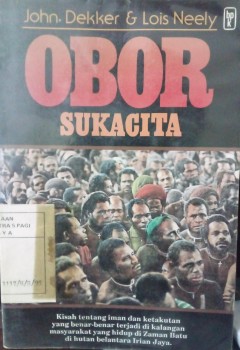 John Dekker & Lois Neely
OBOR
SUKACITA
Kisah tentang iman dan ketakutan
yang benar-benar terjadi di kalangan
masyarakat yang hidup di Zaman Batu
di hutan belantara Irian Jaya.